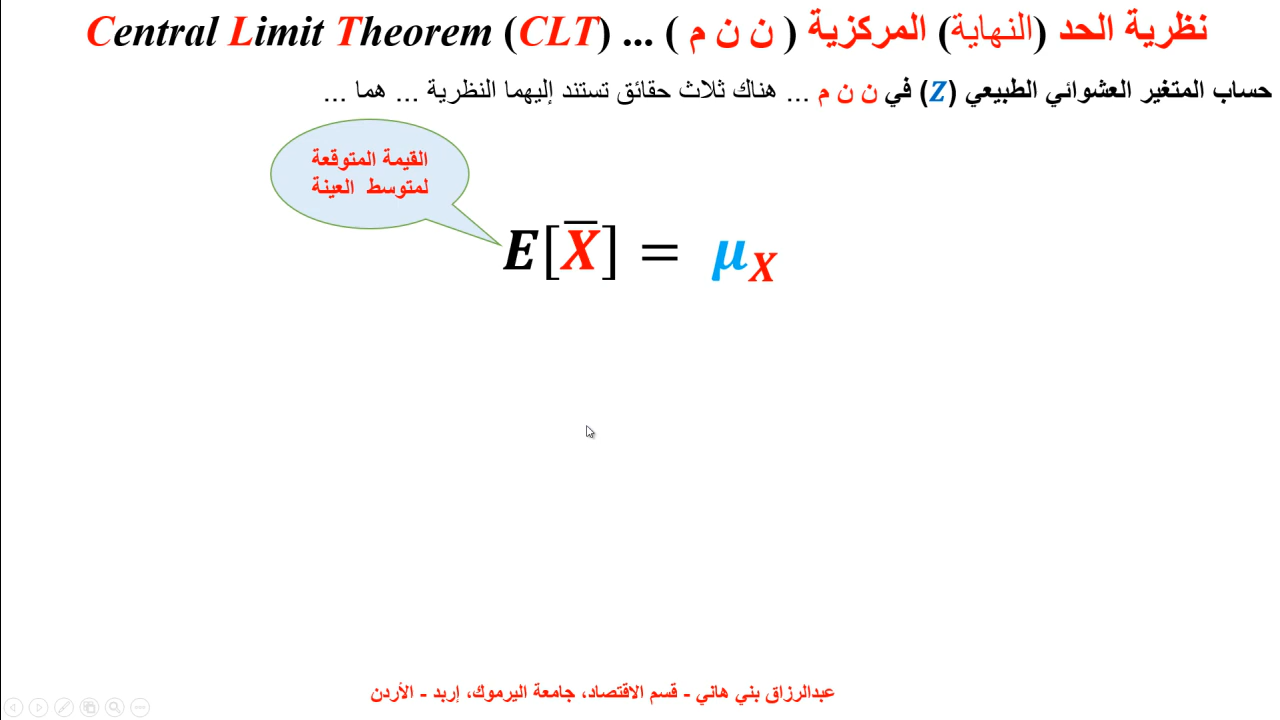 نظرية الحد (النهاية) المركزية ( ن ن م ) ... Central Limit Theorem (CLT)
حساب المتغير العشوائي الطبيعي (Z) في ن ن م ... هناك ثلاث حقائق تستند إليهما النظرية ... هما ...
القيمة المتوقعة
لمتوسط العينة
E[X̅] = μ_X
عبدالرزاق بني هاني - قسم الاقتصاد، جامعة اليرموك، إربد - الأردن